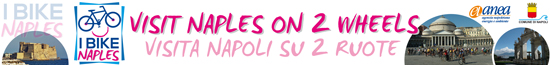 I BIKE
NAPLES
I BIKE
NAPLES
VISIT NAPLES ON 2 WHEELS
VISITA NAPOLI SU 2 RUOTE
anea
COMUNE DI NAPOLI